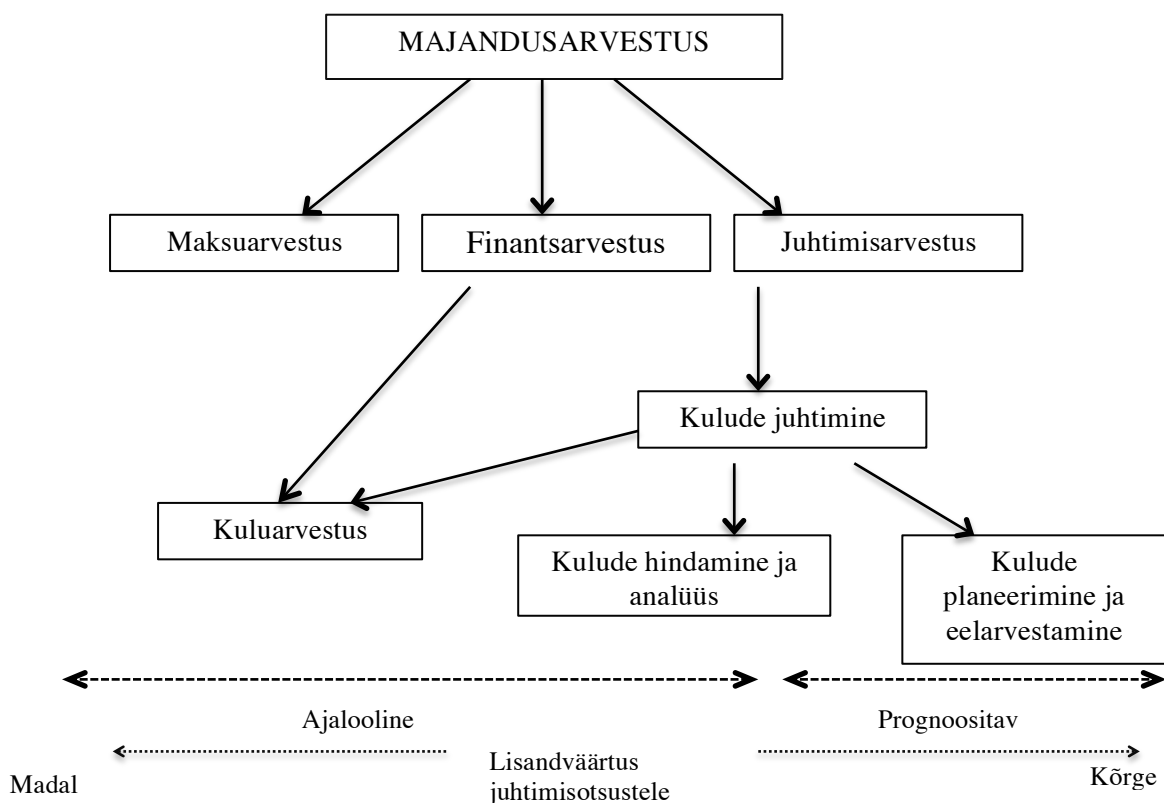 MAJANDUSARVESTUS
Maksuarvestus
Finantsarvestus
Juhtimisarvestus
Kulude juhtimine
Kuluarvestus
Kulude hindamine ja
analüüs
Kulude
planeerimine ja
eelarvestamine
Ajalooline
Prognoositav
Madal
Lisandväärtus
juhtimisotsustele
Kõrge